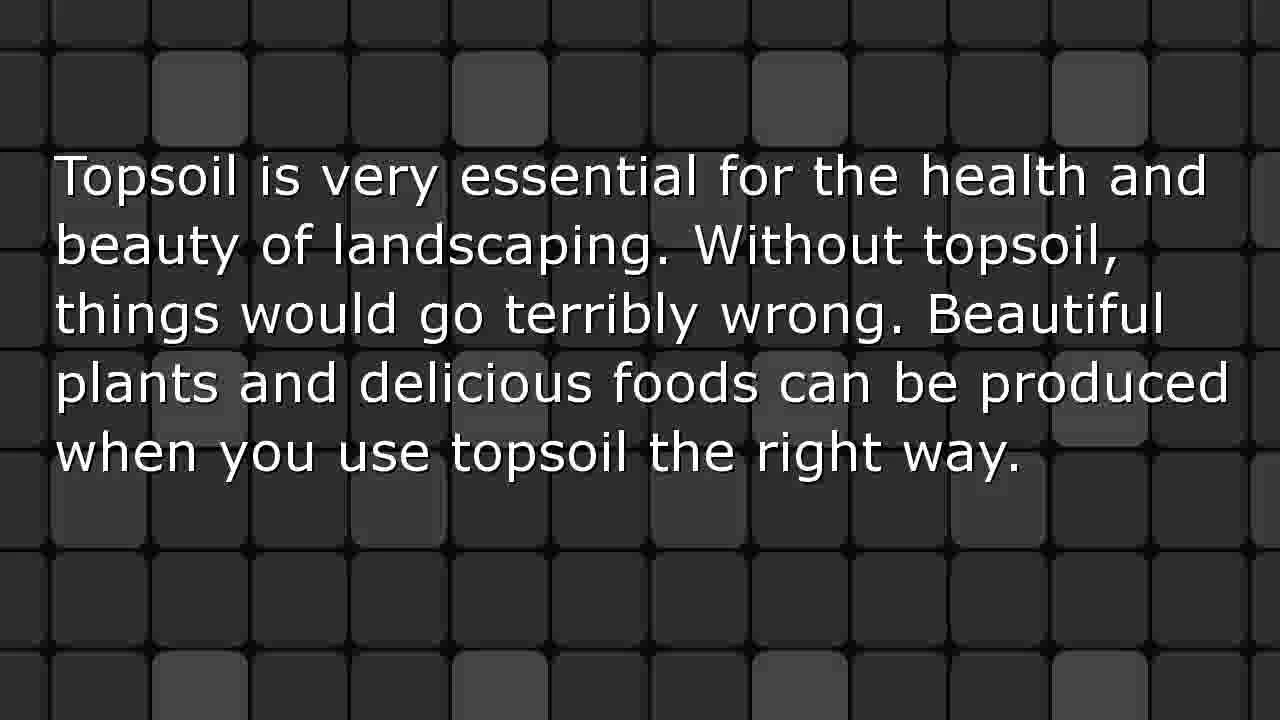 Topsoil is very essential for the health and
beauty of landscaping. Without topsoil,
things would go terribly wrong. Beautiful
plants and delicious foods can be produced
when you use topsoil the right way.